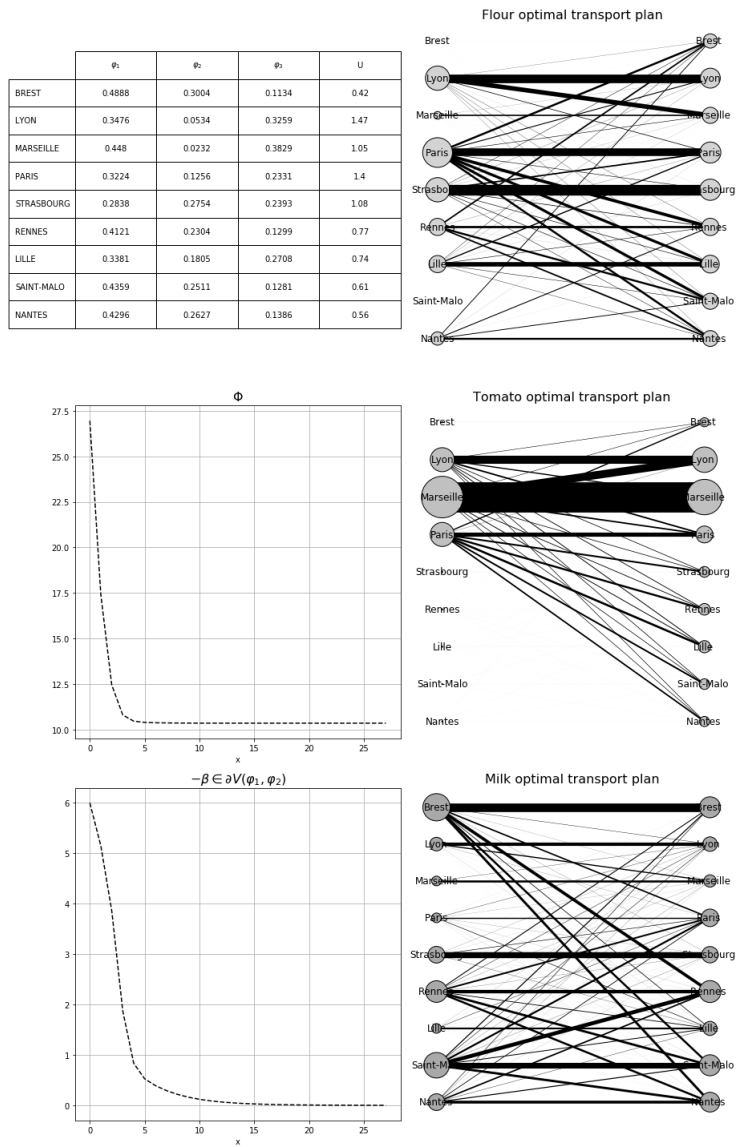 φ₁ φ₂ φ₃ U
BREST 0.4888 0.3004 0.1134 0.42
LYON 0.3476 0.0534 0.3259 1.47
MARSEILLE 0.448 0.0232 0.3829 1.05
PARIS 0.3224 0.1256 0.2331 1.4
STRASBOURG 0.2838 0.2754 0.2393 1.08
RENNES 0.4121 0.2304 0.1299 0.77
LILLE 0.3381 0.1805 0.2708 0.74
SAINT-MALO 0.4359 0.2511 0.1281 0.61
NANTES 0.4296 0.2627 0.1386 0.56
Flour optimal transport plan
Brest Brest
Lyon Lyon
Marseille Marseille
Paris Paris
Strasbourg Strasbourg
Rennes Rennes
Lille Lille
Saint-Malo Saint-Malo
Nantes Nantes
Φ
27.5
25.0
22.5
20.0
17.5
15.0
12.5
10.0
0 5 10 15 20 25
x
Tomato optimal transport plan
Brest Brest
Lyon Lyon
Marseille Marseille
Paris Paris
Strasbourg Strasbourg
Rennes Rennes
Lille Lille
Saint-Malo Saint-Malo
Nantes Nantes
−β ∈ ∂V(φ₁, φ₂)
6
5
4
3
2
1
0
0 5 10 15 20 25
x
Milk optimal transport plan
Brest Brest
Lyon Lyon
Marseille Marseille
Paris Paris
Strasbourg Strasbourg
Rennes Rennes
Lille Lille
Saint-Malo Saint-Malo
Nantes Nantes